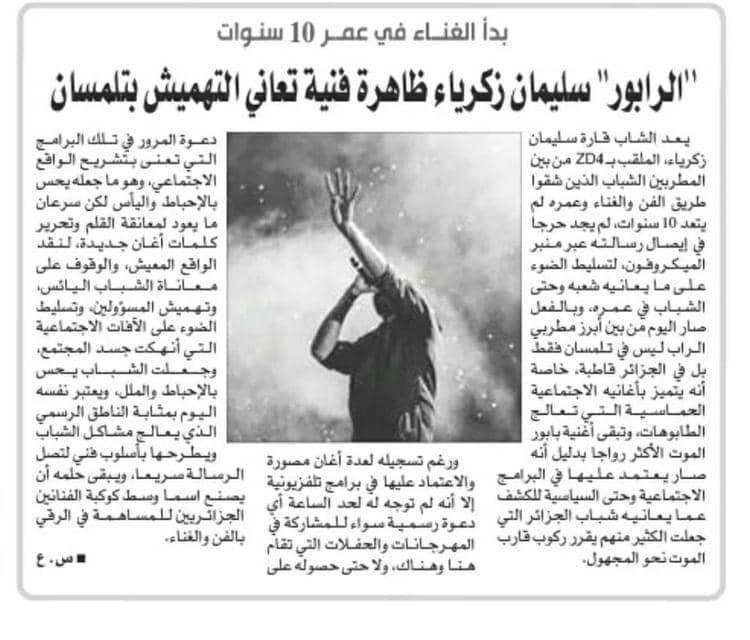 بدأ الغناء في عمر 10 سنوات
"الرابور" سليمان زكرياء ظاهرة فنية تعاني التهميش بتلمسان
يعد الشاب قارة سليمان
زكرياء، الملقب بـ ZD4 من بين
المطربين الشباب الذين شقوا
طريق الفن والغناء وعمره لم
يتعد 10 سنوات، لم يجد حرجا
في إيصال رسالته عبر منبر
الميكروفون، لتسليط الضوء
على ما يعانيه شعبه وحتى
الشباب في عمره، وبالفعل
صار اليوم من بين أبرز مطربي
الراب ليس في تلمسان فقط
بل في الجزائر قاطبة، خاصة
أنه يتميز بأغانيه الاجتماعية
الحماسية التي تعالج
الطابوهات، وتبقى أغنية بابور
الموت الأكثر رواجا بدليل أنه
صار يعتمد عليها في البرامج
الاجتماعية وحتى السياسية للكشف
عما يعانيه شباب الجزائر التي
جعلت الكثير منهم يقرر ركوب قارب
الموت نحو المجهول.
ورغم تسجيله لعدة أغان مصورة
والاعتماد عليها في برامج تلفزيونية
إلا أنه لم توجه له لحد الساعة أي
دعوة رسمية سواء للمشاركة في
المهرجانات والحفلات التي تقام
هنا وهناك، ولا حتى حصوله على
دعوة المرور في تلك البرامج
التي تعنى بتشريح الواقع
الاجتماعي، وهو ما جعله يحس
بالإحباط واليأس لكن سرعان
ما يعود لمعانقة القلم وتحرير
كلمات أغان جديدة، لنقد
الواقع المعيش، والوقوف على
معاناة الشباب اليائس،
وتهميش المسؤولين، وتسليط
الضوء على الآفات الاجتماعية
التي أنهكت جسد المجتمع،
وجعلت الشباب يحس
بالإحباط والملل، ويعتبر نفسه
اليوم بمثابة الناطق الرسمي
الذي يعالج مشاكل الشباب
ويطرحها بأسلوب فني لتصل
الرسالة سريعا، ويبقى حلمه أن
يصنع اسما وسط كوكبة الفنانين
الجزائريين للمساهمة في الرقي
بالفن والغناء.
■ س. ع